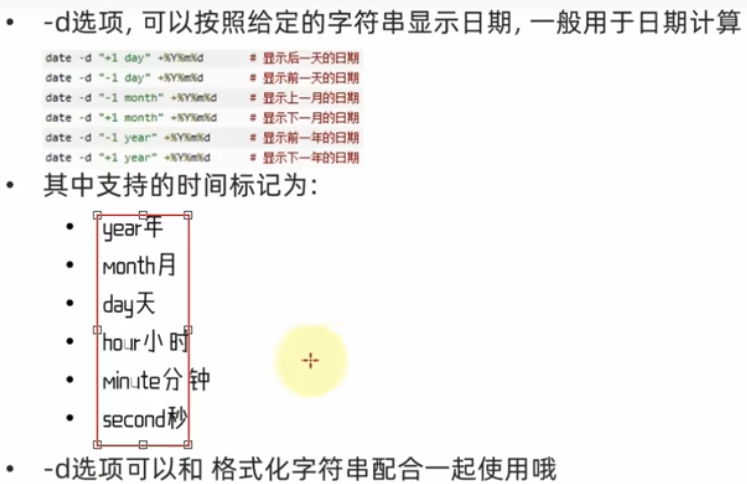 -d选项, 可以按照给定的字符串显示日期, 一般用于日期计算
date -d "+1 day" +%Y%m%d # 显示后一天的日期
date -d "-1 day" +%Y%m%d # 显示前一天的日期
date -d "-1 month" +%Y%m%d # 显示上一月的日期
date -d "+1 month" +%Y%m%d # 显示下一月的日期
date -d "-1 year" +%Y%m%d # 显示前一年的日期
date -d "+1 year" +%Y%m%d # 显示下一年的日期
其中支持的时间标记为:
year年
month月
day天
hour小时
minute分钟
second秒
-d选项可以和 格式化字符串配合一起使用哦